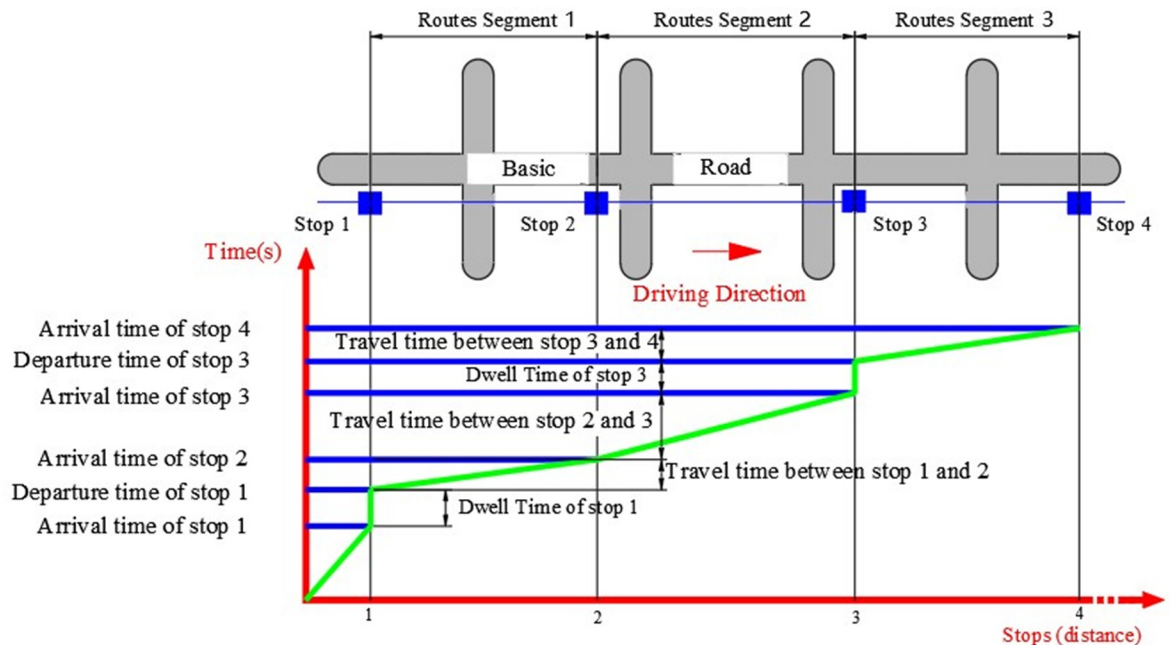 Routes Segment 1
Routes Segment 2
Routes Segment 3
Basic
Road
Stop 1
Stop 2
Stop 3
Stop 4
Time(s)
Driving Direction
Arrival time of stop 4
Travel time between stop 3 and 4
Departure time of stop 3
Dwell Time of stop 3
Arrival time of stop 3
Travel time between stop 2 and 3
Arrival time of stop 2
Travel time between stop 1 and 2
Departure time of stop 1
Dwell Time of stop 1
Arrival time of stop 1
1
2
3
4
Stops (distance)